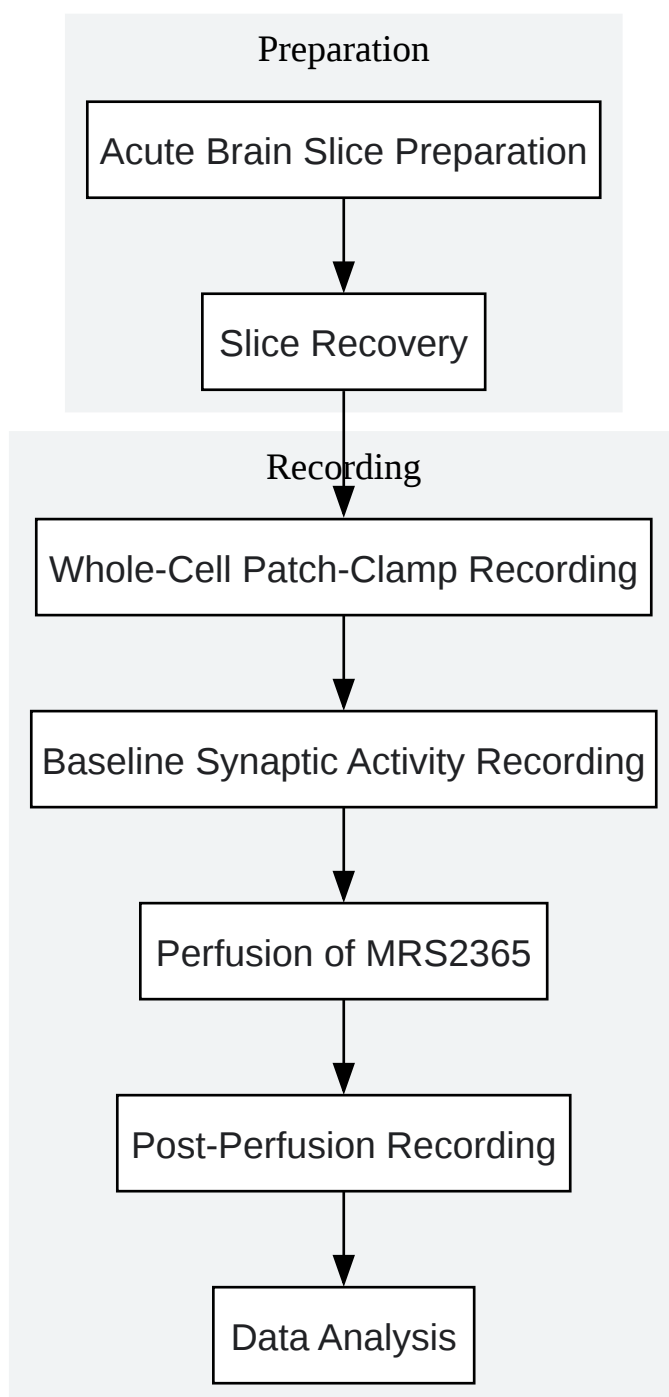 Preparation
Acute Brain Slice Preparation
Slice Recovery
Recording
Whole-Cell Patch-Clamp Recording
Baseline Synaptic Activity Recording
Perfusion of MRS2365
Post-Perfusion Recording
Data Analysis